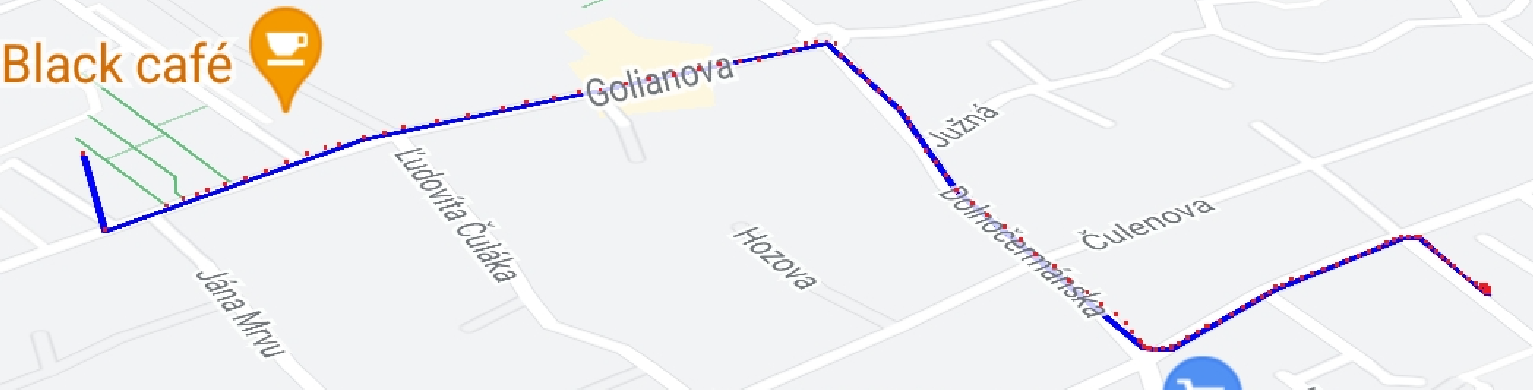 Black café
Golianova
Južná
Ľudovíta Čuláka
Dolnočermánska
Čulenova
Hozova
Jána Mrvu